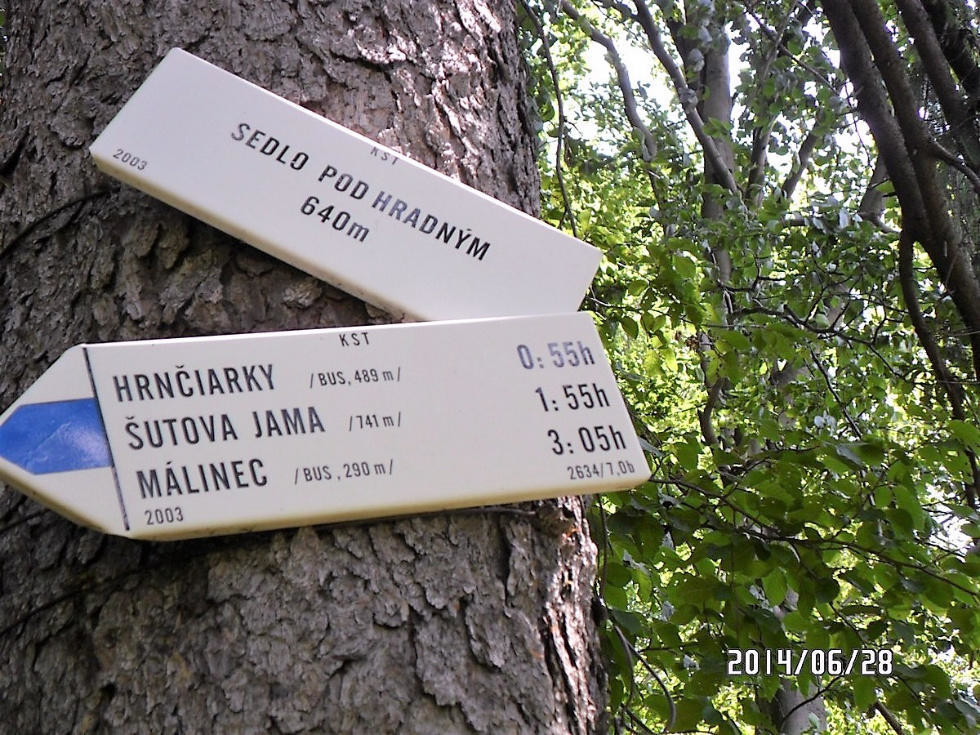 KST
SEDLO POD HRADNÝM
640m
2003
KST
HRNČIARKY /BUS, 489 m/ 0:55h
ŠUTOVA JAMA /741 m/ 1:55h
MÁLINEC /BUS, 290 m/ 3:05h
2003 2634/7,0b
2014/06/28